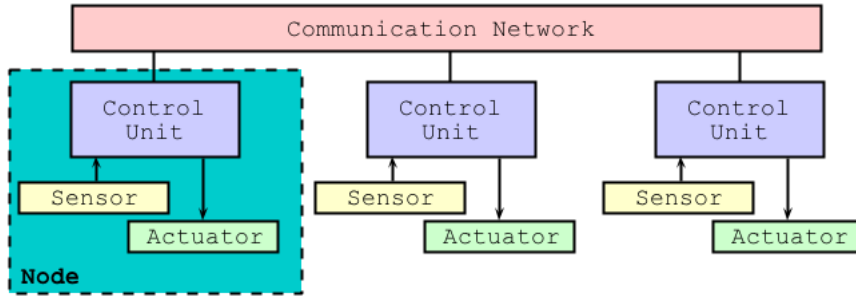 Communication Network
Control
Unit
Control
Unit
Control
Unit
Sensor
Sensor
Sensor
Actuator
Actuator
Actuator
Node